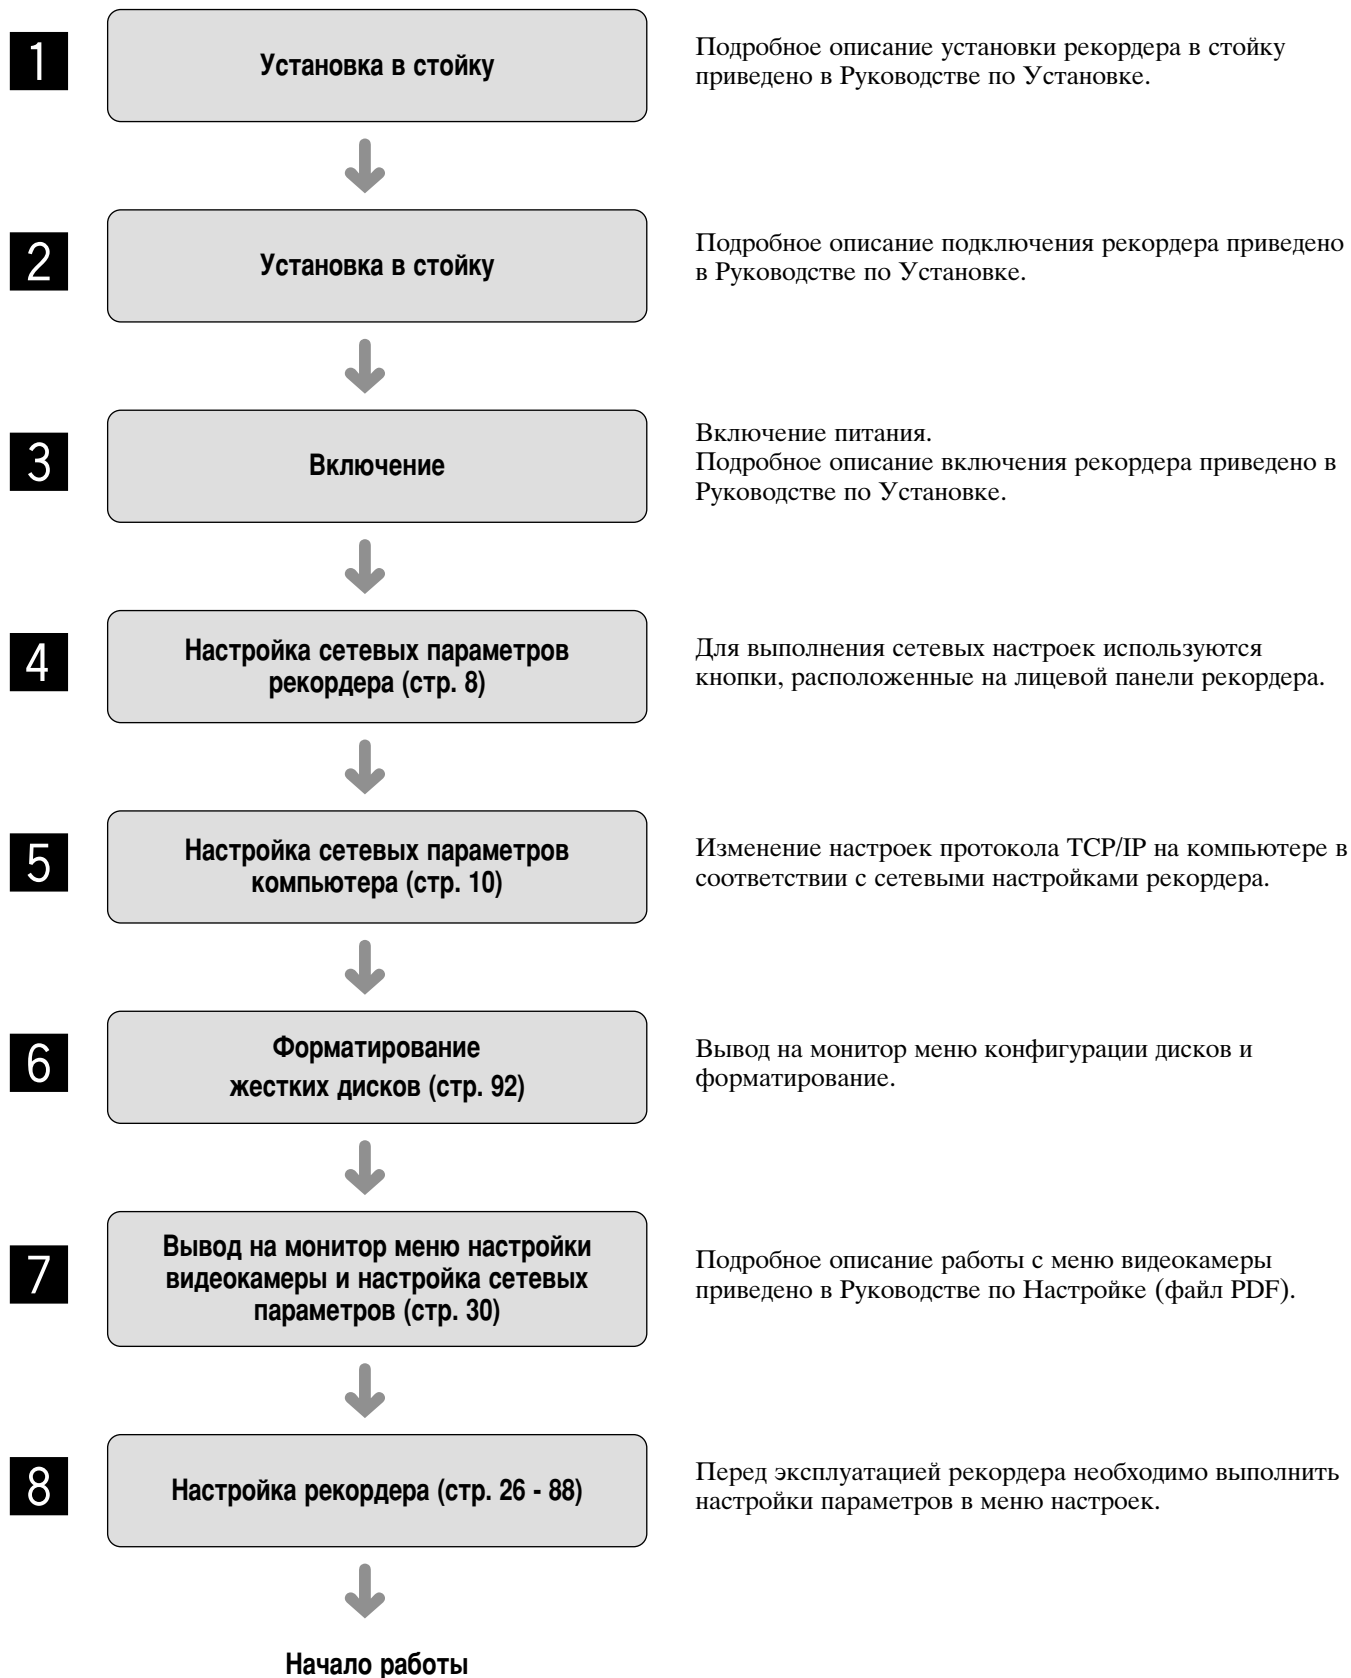 1
Установка в стойку
Подробное описание установки рекордера в стойку
приведено в Руководстве по Установке.
2
Установка в стойку
Подробное описание подключения рекордера приведено
в Руководстве по Установке.
3
Включение
Включение питания.
Подробное описание включения рекордера приведено в
Руководстве по Установке.
4
Настройка сетевых параметров
рекордера (стр. 8)
Для выполнения сетевых настроек используются
кнопки, расположенные на лицевой панели рекордера.
5
Настройка сетевых параметров
компьютера (стр. 10)
Изменение настроек протокола TCP/IP на компьютере в
соответствии с сетевыми настройками рекордера.
6
Форматирование
жестких дисков (стр. 92)
Вывод на монитор меню конфигурации дисков и
форматирование.
7
Вывод на монитор меню настройки
видеокамеры и настройка сетевых
параметров (стр. 30)
Подробное описание работы с меню видеокамеры
приведено в Руководстве по Настройке (файл PDF).
8
Настройка рекордера (стр. 26 - 88)
Перед эксплуатацией рекордера необходимо выполнить
настройки параметров в меню настроек.
Начало работы